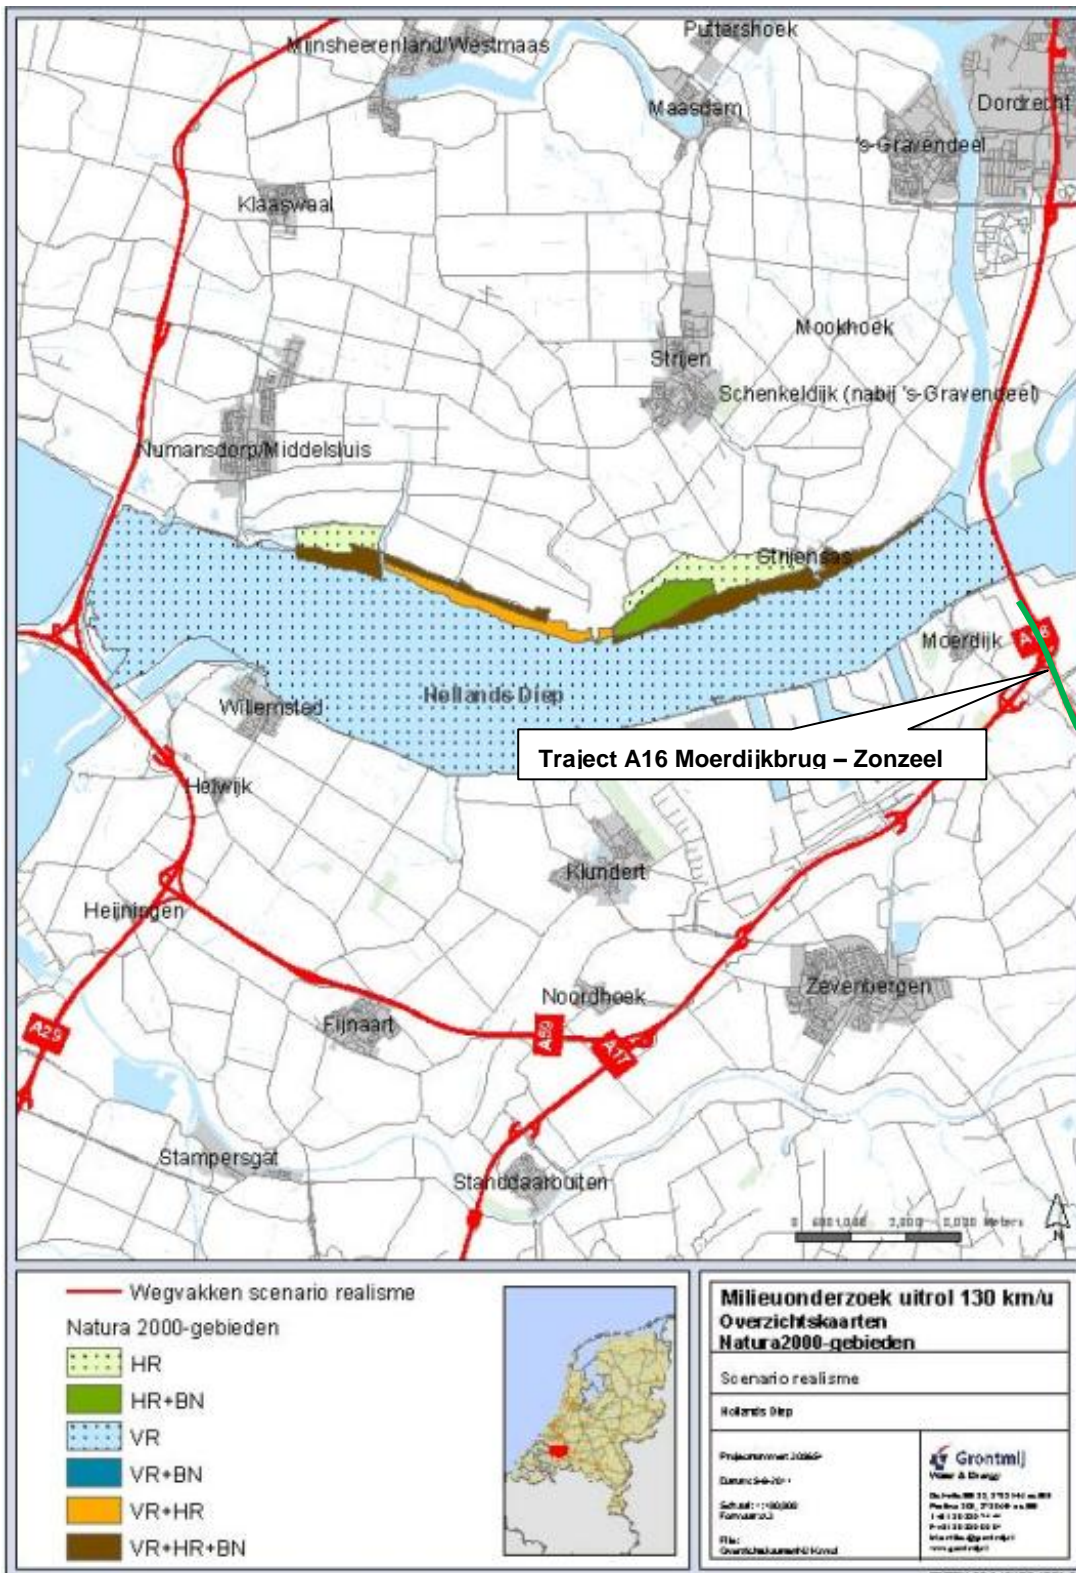 Puttershoek
Mijnsheerenland/Westmaas
Maasdam
Dordrecht
's-Gravendeel
Klaaswaal
Mookhoek
Strijen
Schenkeldijk (nabij 's-Gravendeel)
Numansdorp/Middelsluis
Strijensas
Moerdijk
A16
Hollands Diep
Willemstad
Traject A16 Moerdijkbrug – Zonzeel
Helwijk
Klundert
Heijningen
Zevenbergen
Noordhoek
Fijnaart
A29
A59
A17
Stampersgat
Standdaarbuiten
N
Wegvakken scenario realisme
Natura 2000-gebieden
HR
HR+BN
VR
VR+BN
VR+HR
VR+HR+BN
Milieuonderzoek uitrol 130 km/u
Overzichtskaarten
Natura2000-gebieden
Scenario realisme
Hollands Diep
Grontmij
Water & Energy